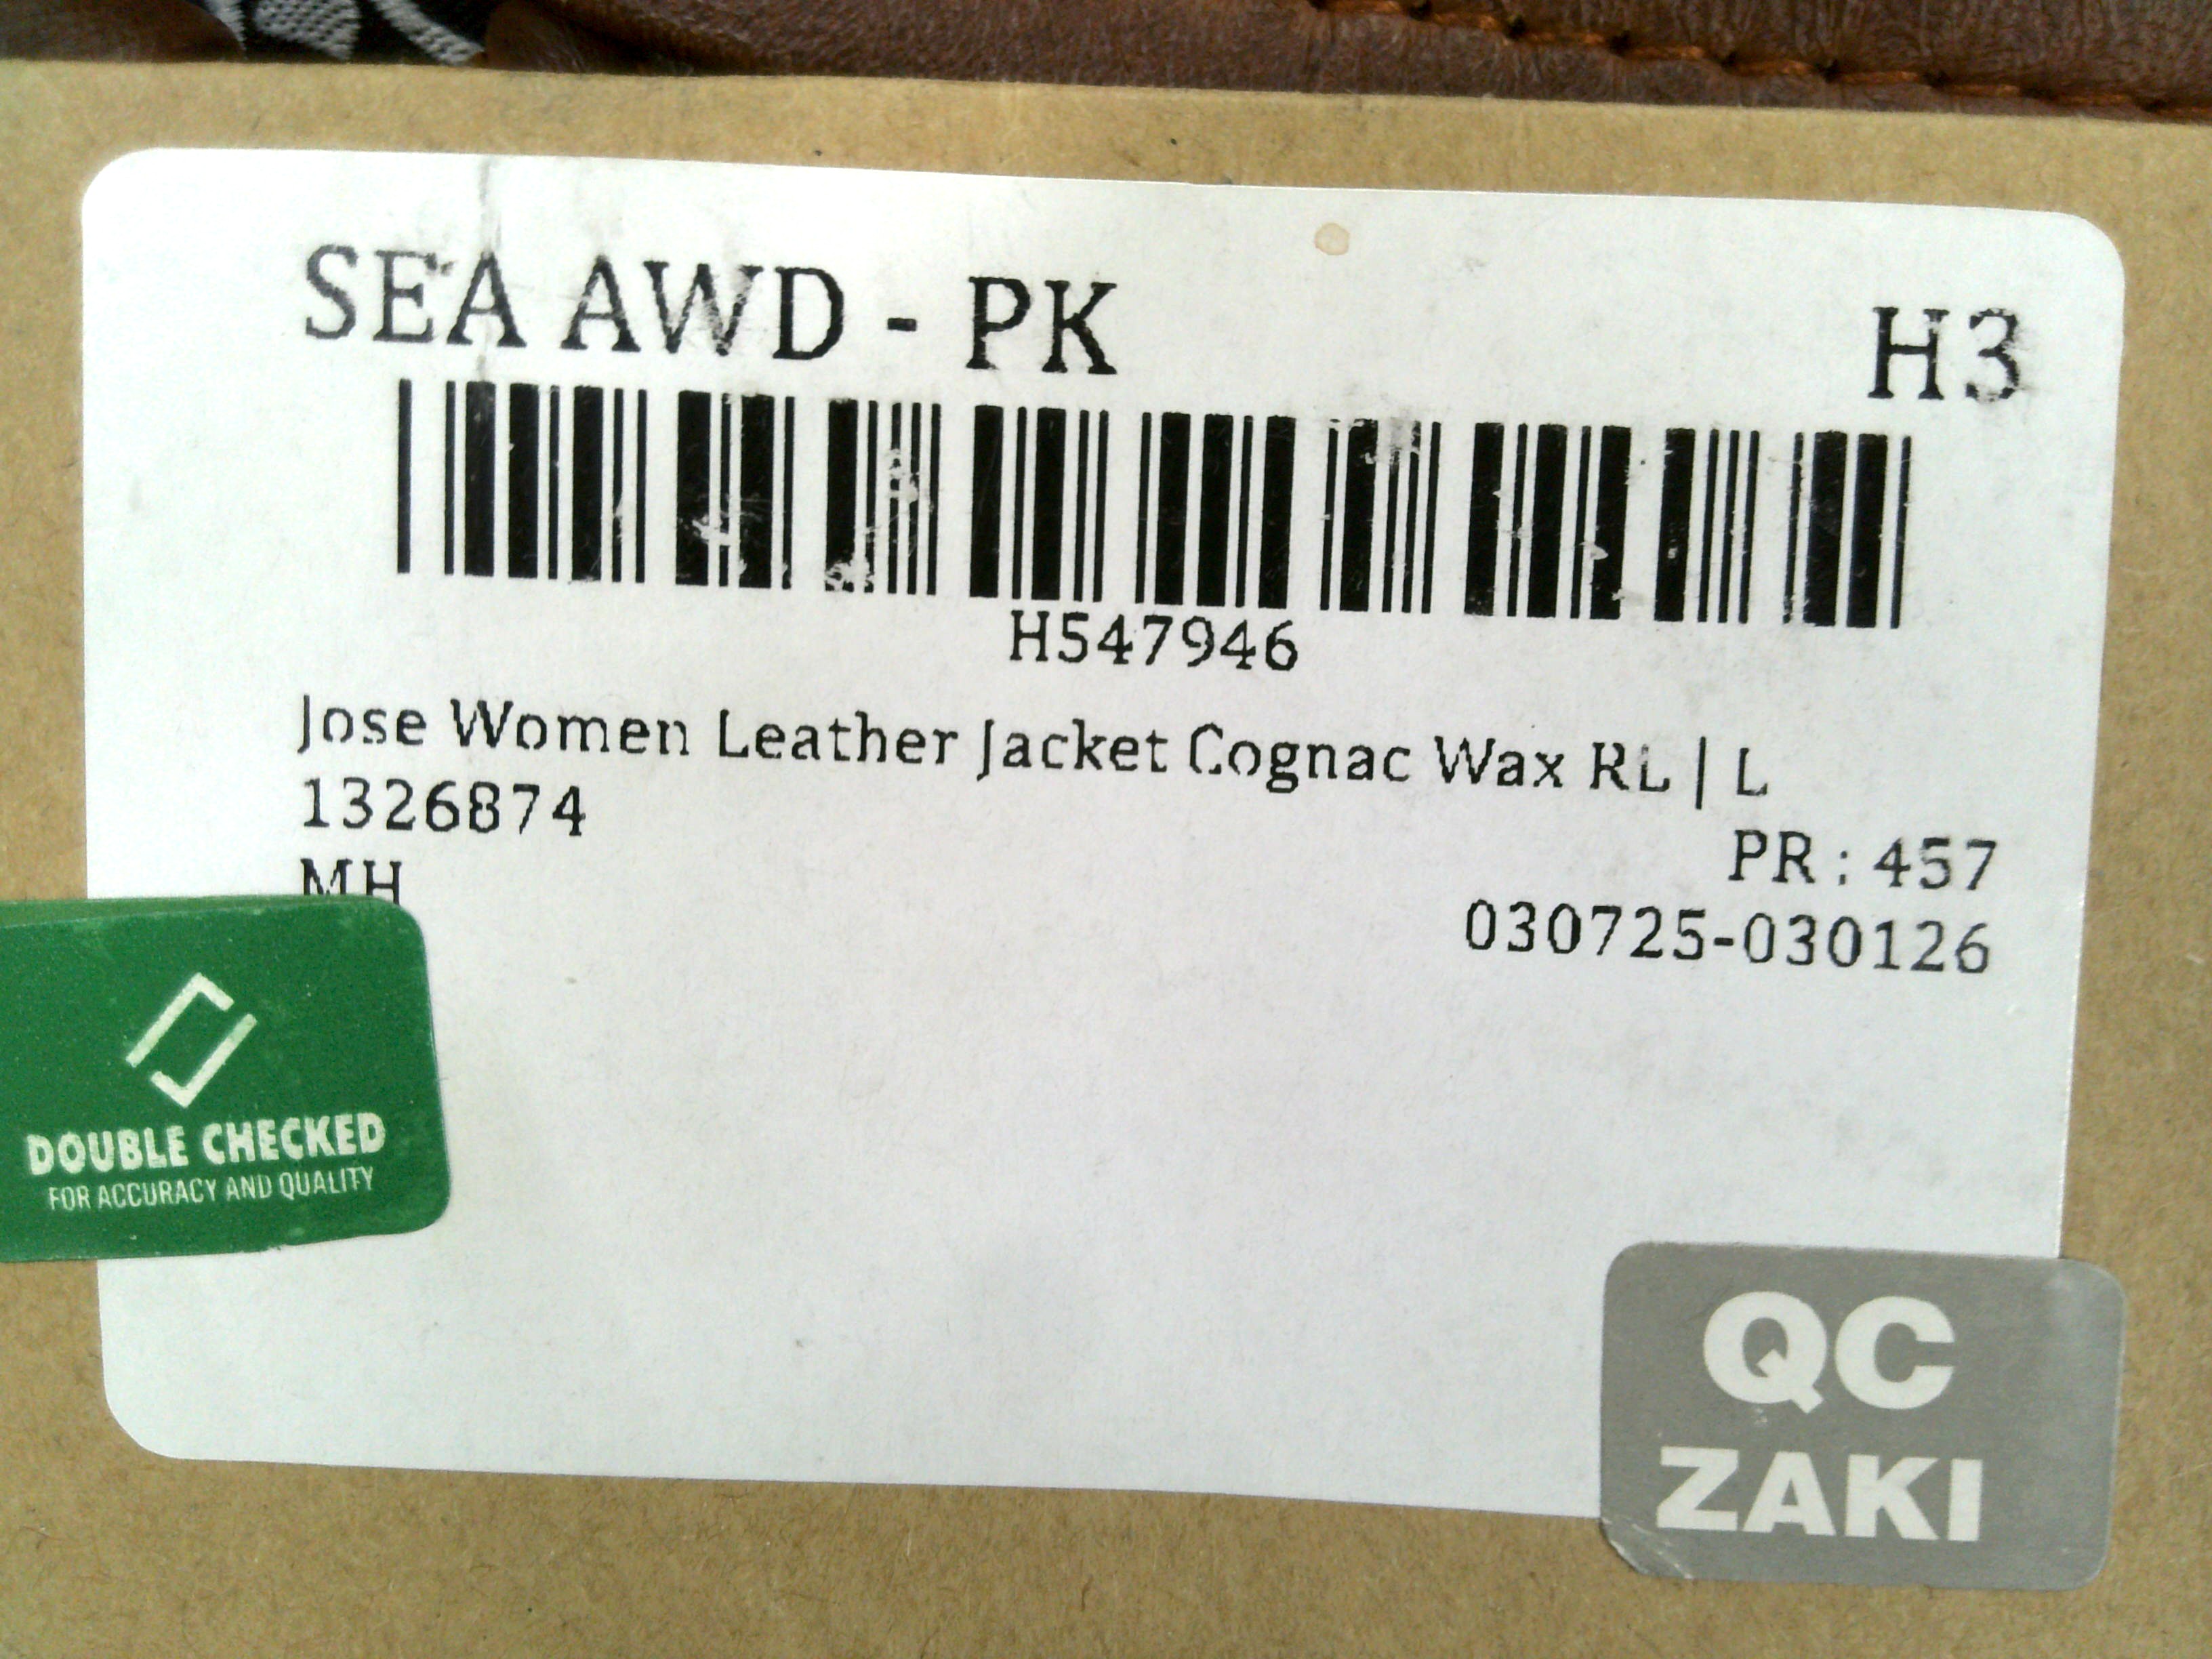 SEA AWD - PK
H3
H547946
Jose Women Leather Jacket Cognac Wax RL | L
1326874
PR : 457
MH
030725-030126
DOUBLE CHECKED
FOR ACCURACY AND QUALITY
QC
ZAKI